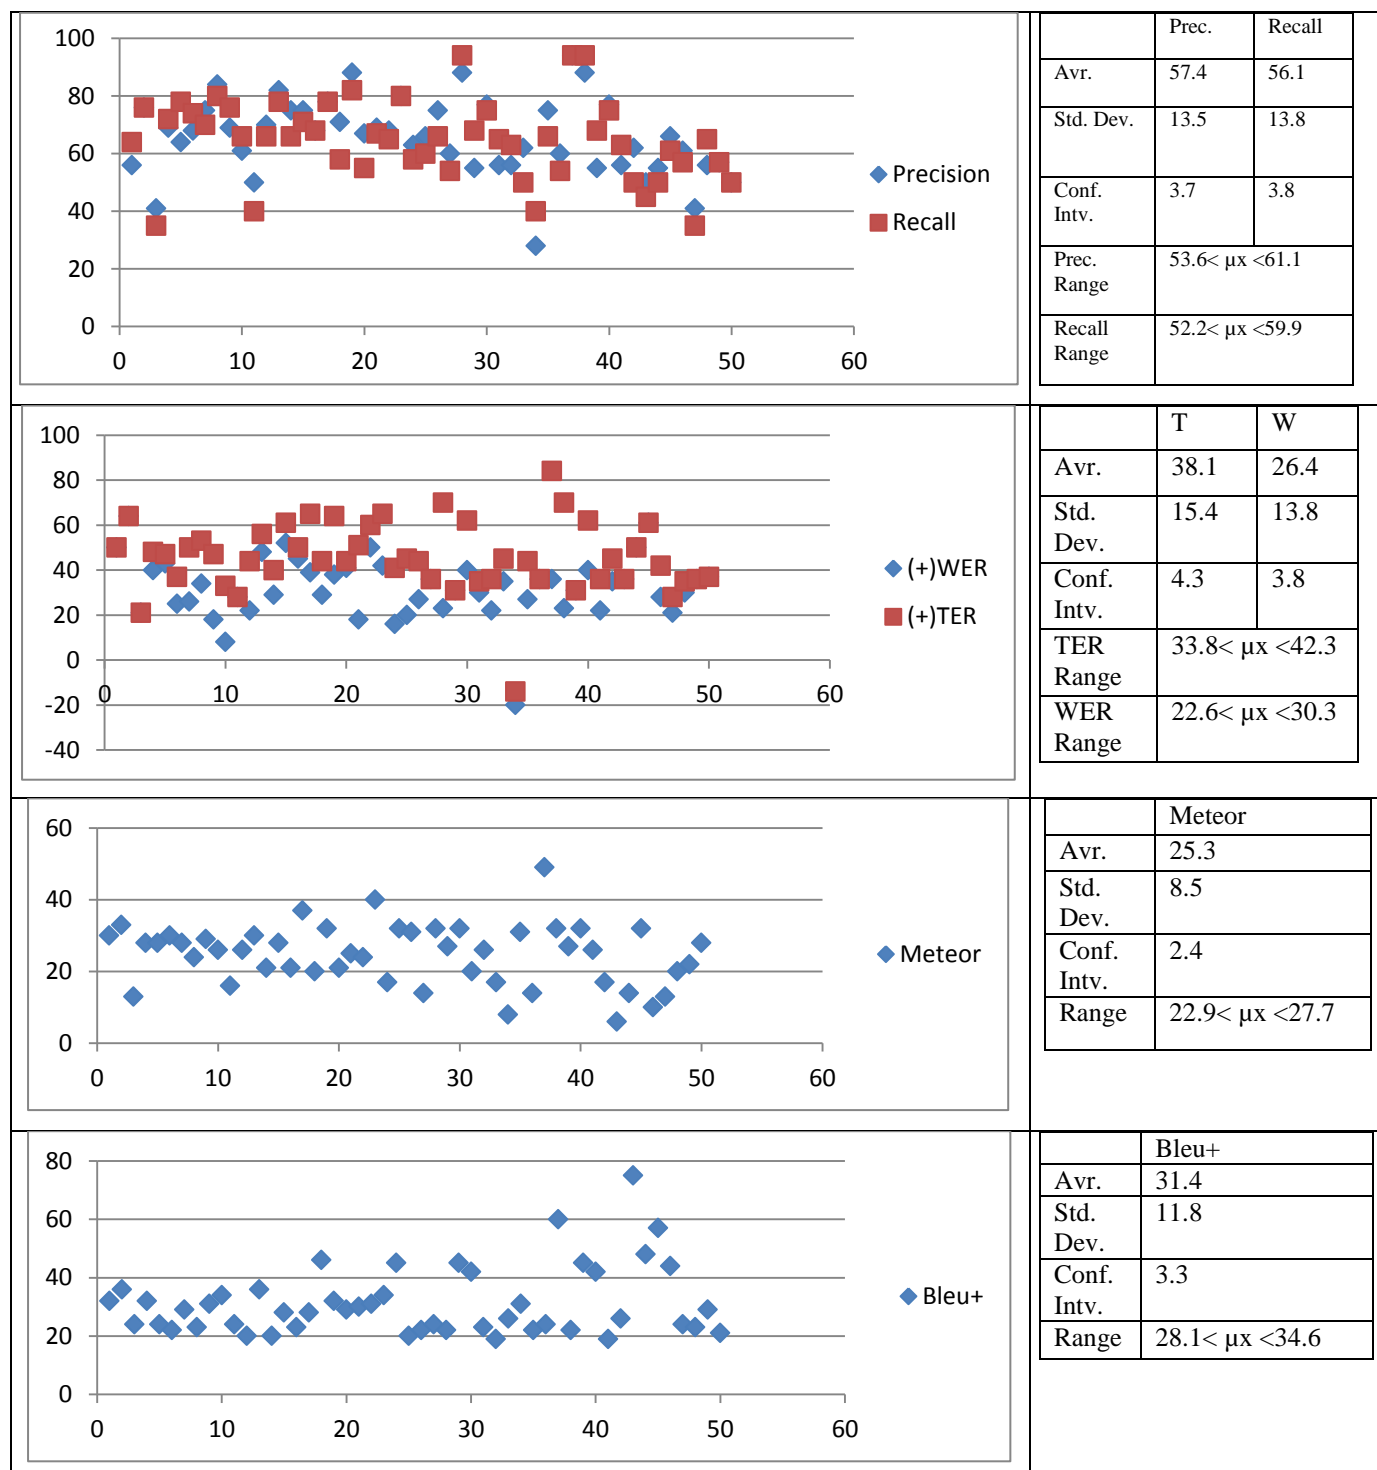 100
80
60
40
20
0
0 10 20 30 40 50 60
Precision
Recall
Prec. Recall
Avr. 57.4 56.1
Std. Dev. 13.5 13.8
Conf. Intv. 3.7 3.8
Prec. Range 53.6< µx <61.1
Recall Range 52.2< µx <59.9
100
80
60
40
20
0
-20
-40
0 10 20 30 40 50 60
(+)WER
(+)TER
T W
Avr. 38.1 26.4
Std. Dev. 15.4 13.8
Conf. Intv. 4.3 3.8
TER Range 33.8< µx <42.3
WER Range 22.6< µx <30.3
60
40
20
0
0 10 20 30 40 50 60
Meteor
Meteor
Avr. 25.3
Std. Dev. 8.5
Conf. Intv. 2.4
Range 22.9< µx <27.7
80
60
40
20
0
0 10 20 30 40 50 60
Bleu+
Bleu+
Avr. 31.4
Std. Dev. 11.8
Conf. Intv. 3.3
Range 28.1< µx <34.6